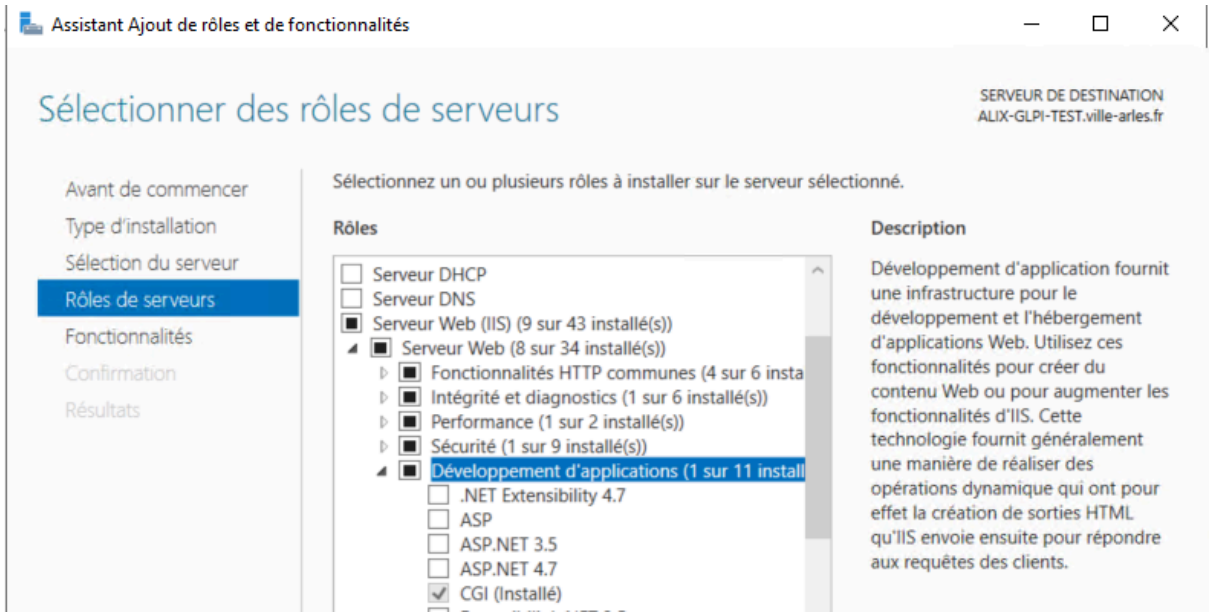 Assistant Ajout de rôles et de fonctionnalités
Sélectionner des rôles de serveurs
SERVEUR DE DESTINATION
ALIX-GLPI-TEST.ville-arles.fr
Avant de commencer
Type d'installation
Sélection du serveur
Rôles de serveurs
Fonctionnalités
Confirmation
Résultats
Sélectionnez un ou plusieurs rôles à installer sur le serveur sélectionné.
Rôles
Serveur DHCP
Serveur DNS
Serveur Web (IIS) (9 sur 43 installé(s))
Serveur Web (8 sur 34 installé(s))
Fonctionnalités HTTP communes (4 sur 6 insta
Intégrité et diagnostics (1 sur 6 installé(s))
Performance (1 sur 2 installé(s))
Sécurité (1 sur 9 installé(s))
Développement d'applications (1 sur 11 install
.NET Extensibility 4.7
ASP
ASP.NET 3.5
ASP.NET 4.7
CGI (Installé)
Description
Développement d'application fournit
une infrastructure pour le
développement et l'hébergement
d'applications Web. Utilisez ces
fonctionnalités pour créer du
contenu Web ou pour augmenter les
fonctionnalités d'IIS. Cette
technologie fournit généralement
une manière de réaliser des
opérations dynamique qui ont pour
effet la création de sorties HTML
qu'IIS envoie ensuite pour répondre
aux requêtes des clients.